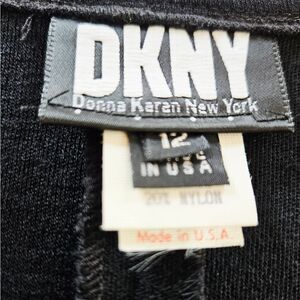 DKNY
Donna Karan New York
12
IN USA
20% NYLON
Made in U.S.A.